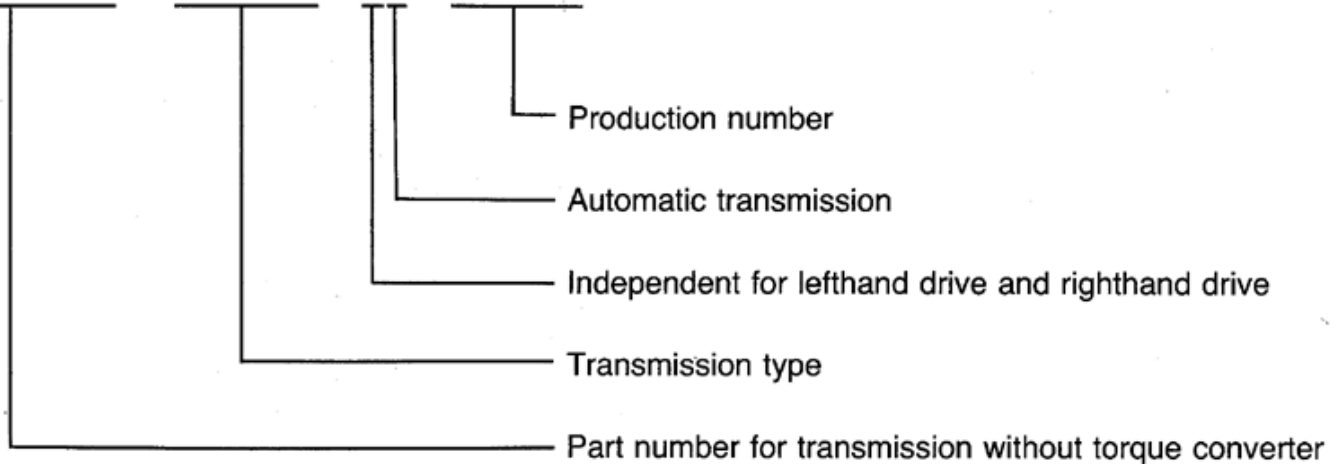 Production number
Automatic transmission
Independent for lefthand drive and righthand drive
Transmission type
Part number for transmission without torque converter